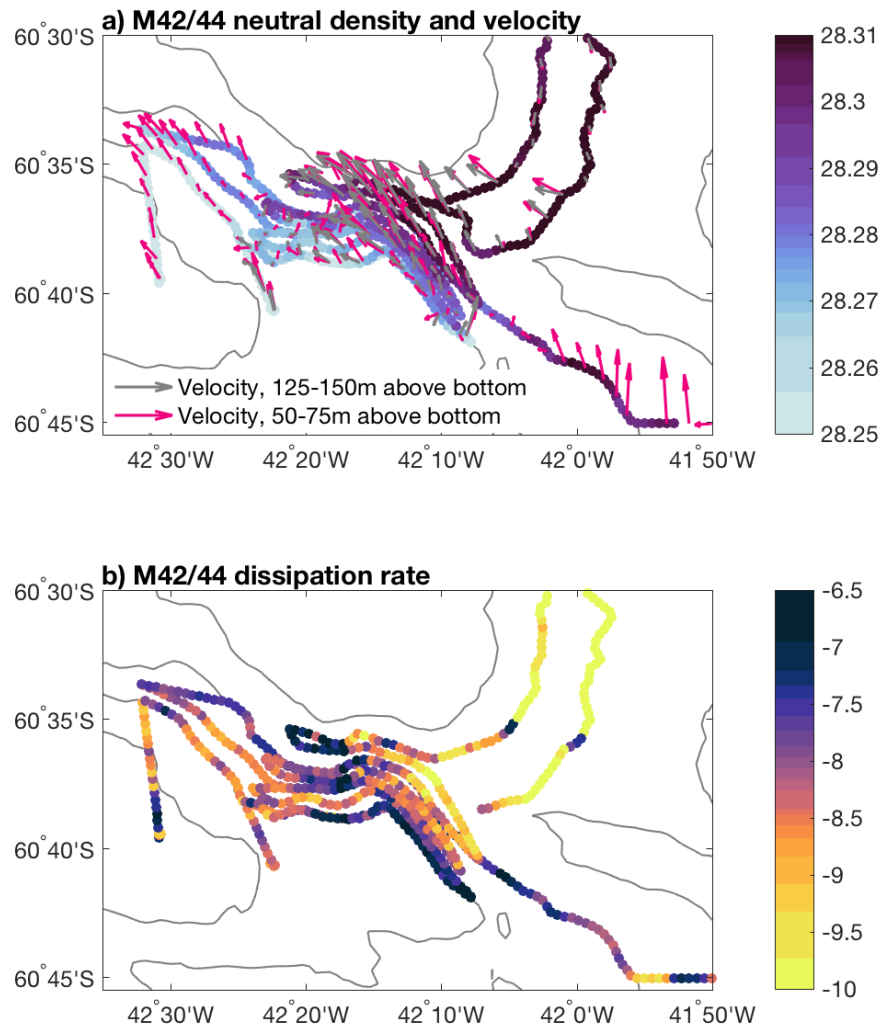 a) M42/44 neutral density and velocity
60°30'S
60°35'S
60°40'S
60°45'S
Velocity, 125-150m above bottom
Velocity, 50-75m above bottom
42°30'W 42°20'W 42°10'W 42°0'W 41°50'W
28.31
28.3
28.29
28.28
28.27
28.26
28.25
b) M42/44 dissipation rate
60°30'S
60°35'S
60°40'S
60°45'S
42°30'W 42°20'W 42°10'W 42°0'W 41°50'W
-6.5
-7
-7.5
-8
-8.5
-9
-9.5
-10